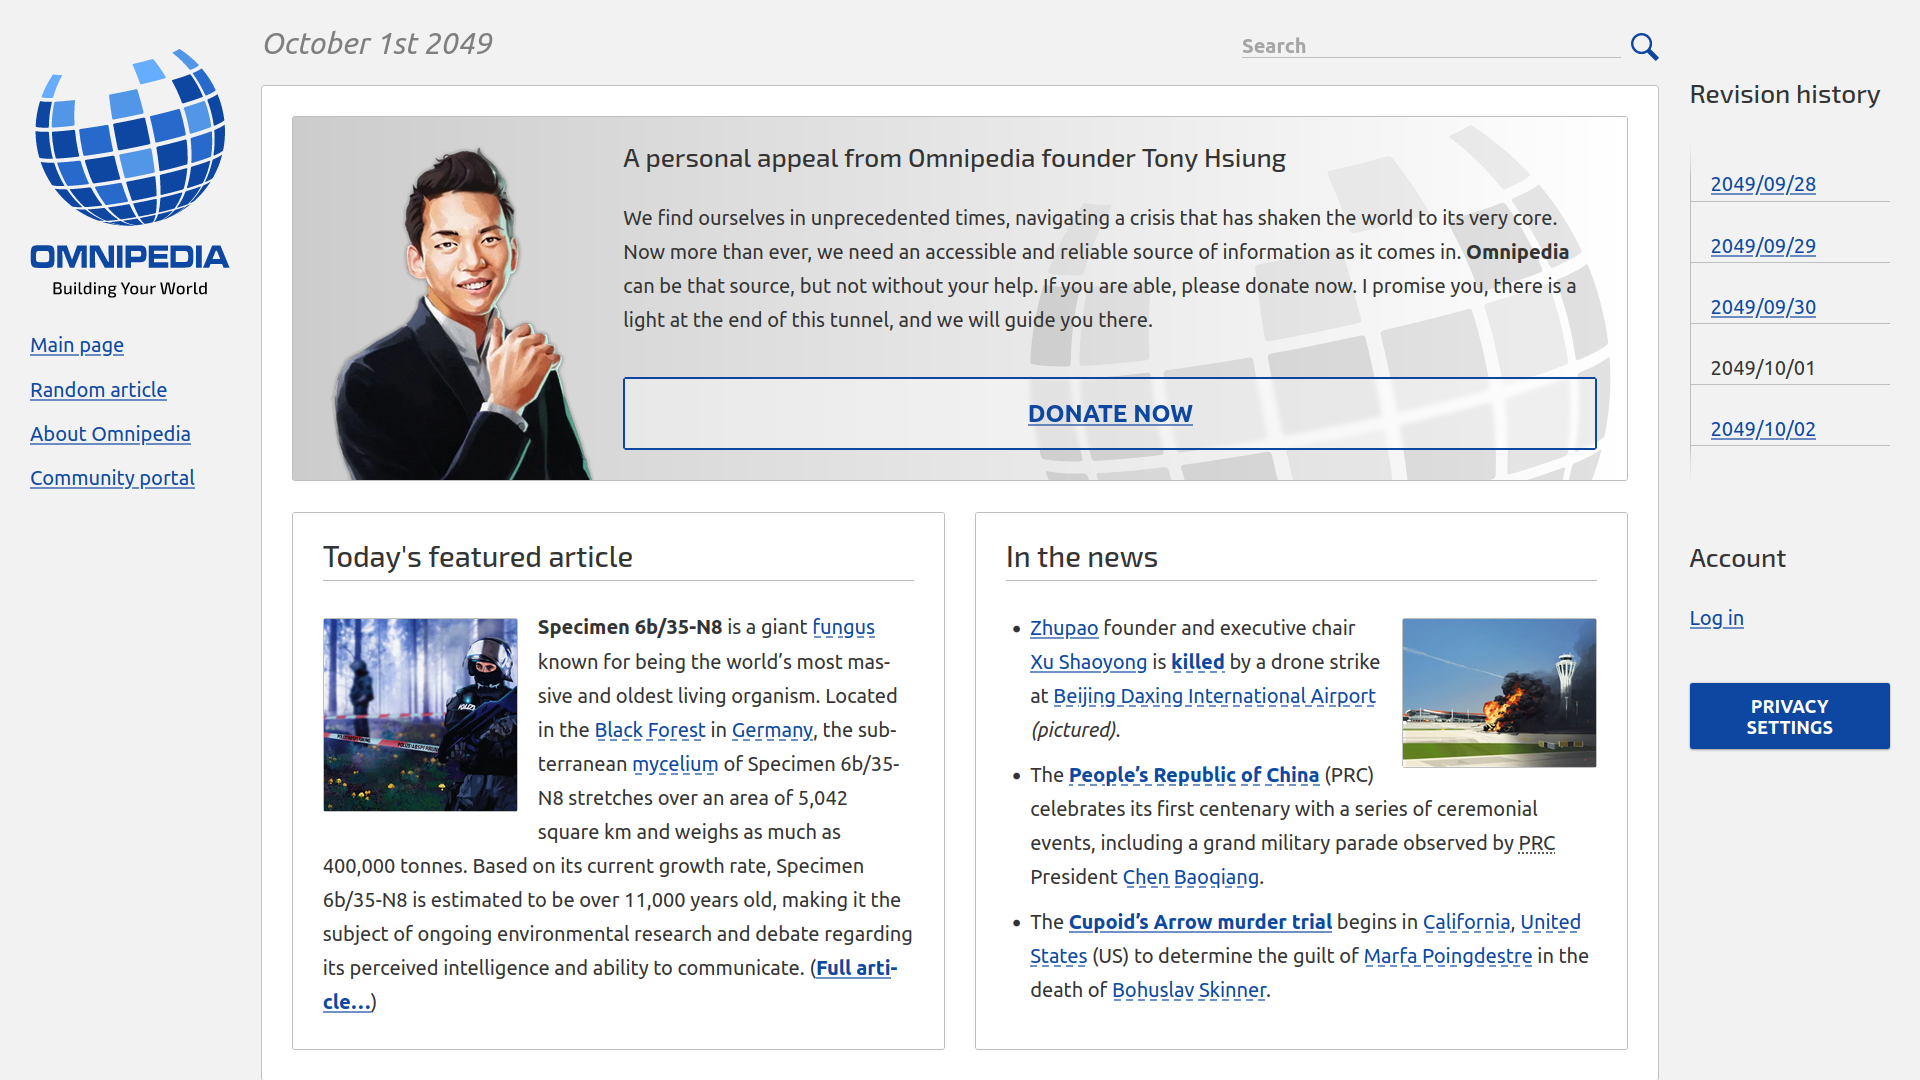 October 1st 2049
Search
OMNIPEDIA
Building Your World
Main page
Random article
About Omnipedia
Community portal
A personal appeal from Omnipedia founder Tony Hsiung
We find ourselves in unprecedented times, navigating a crisis that has shaken the world to its very core.
Now more than ever, we need an accessible and reliable source of information as it comes in. Omnipedia
can be that source, but not without your help. If you are able, please donate now. I promise you, there is a
light at the end of this tunnel, and we will guide you there.
DONATE NOW
Today's featured article
POLIZEI
Specimen 6b/35-N8 is a giant fungus
known for being the world’s most mas-
sive and oldest living organism. Located
in the Black Forest in Germany, the sub-
terranean mycelium of Specimen 6b/35-
N8 stretches over an area of 5,042
square km and weighs as much as
400,000 tonnes. Based on its current growth rate, Specimen
6b/35-N8 is estimated to be over 11,000 years old, making it the
subject of ongoing environmental research and debate regarding
its perceived intelligence and ability to communicate. (Full arti-
cle…)
In the news
• Zhupao founder and executive chair
Xu Shaoyong is killed by a drone strike
at Beijing Daxing International Airport
(pictured).
• The People’s Republic of China (PRC)
celebrates its first centenary with a series of ceremonial
events, including a grand military parade observed by PRC
President Chen Baoqiang.
• The Cupoid’s Arrow murder trial begins in California, United
States (US) to determine the guilt of Marfa Poingdestre in the
death of Bohuslav Skinner.
Revision history
2049/09/28
2049/09/29
2049/09/30
2049/10/01
2049/10/02
Account
Log in
PRIVACY
SETTINGS